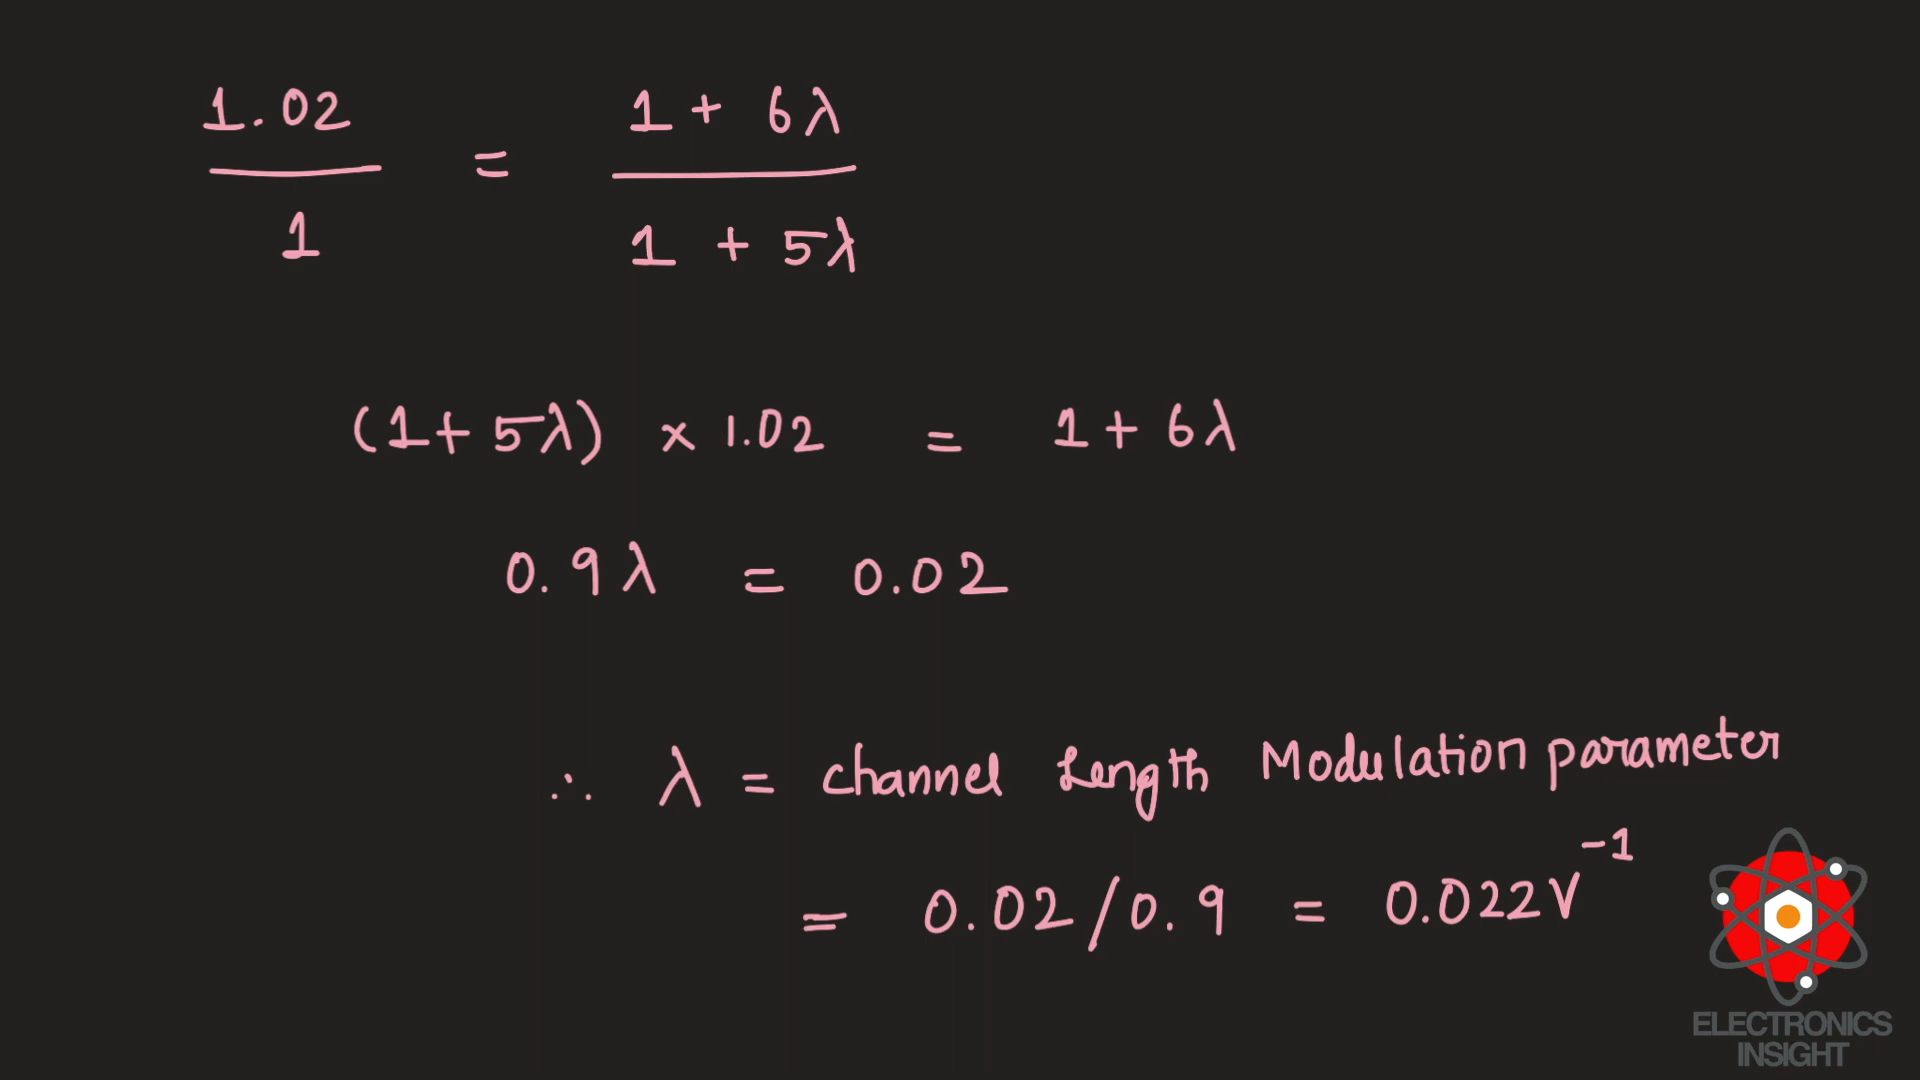 1.02
1
=
1 + 6λ
1 + 5λ
(1 + 5λ) × 1.02 = 1 + 6λ
0.9λ = 0.02
∴ λ = Channel Length Modulation parameter
= 0.02/0.9 = 0.022V⁻¹
ELECTRONICS
INSIGHT